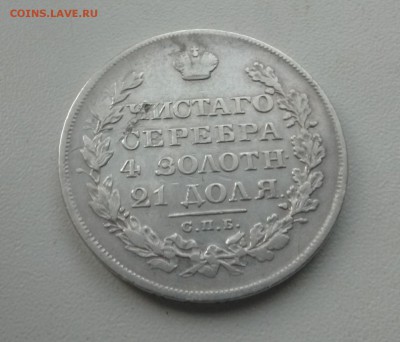 COINS.LAVE.RU
ЧИСТАГО
СЕРЕБРА
4 ЗОЛОТН·
21 ДОЛЯ.
С.П.Б.